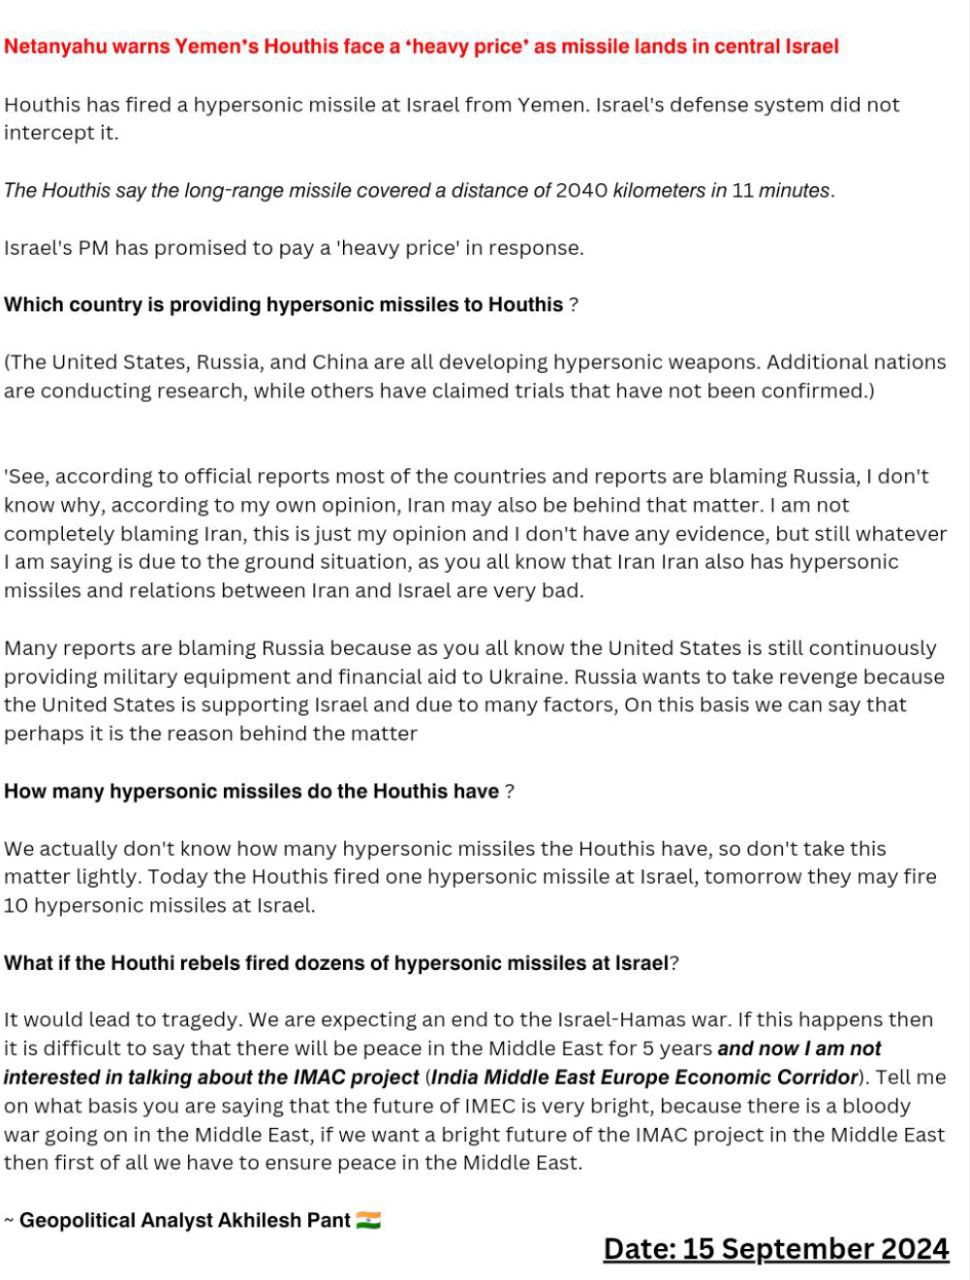 Netanyahu warns Yemen's Houthis face a 'heavy price' as missile lands in central Israel
Houthis has fired a hypersonic missile at Israel from Yemen. Israel's defense system did not
intercept it.
The Houthis say the long-range missile covered a distance of 2040 kilometers in 11 minutes.
Israel's PM has promised to pay a 'heavy price' in response.
Which country is providing hypersonic missiles to Houthis ?
(The United States, Russia, and China are all developing hypersonic weapons. Additional nations
are conducting research, while others have claimed trials that have not been confirmed.)
'See, according to official reports most of the countries and reports are blaming Russia, I don't
know why, according to my own opinion, Iran may also be behind that matter. I am not
completely blaming Iran, this is just my opinion and I don't have any evidence, but still whatever
I am saying is due to the ground situation, as you all know that Iran Iran also has hypersonic
missiles and relations between Iran and Israel are very bad.
Many reports are blaming Russia because as you all know the United States is still continuously
providing military equipment and financial aid to Ukraine. Russia wants to take revenge because
the United States is supporting Israel and due to many factors, On this basis we can say that
perhaps it is the reason behind the matter
How many hypersonic missiles do the Houthis have ?
We actually don't know how many hypersonic missiles the Houthis have, so don't take this
matter lightly. Today the Houthis fired one hypersonic missile at Israel, tomorrow they may fire
10 hypersonic missiles at Israel.
What if the Houthi rebels fired dozens of hypersonic missiles at Israel?
It would lead to tragedy. We are expecting an end to the Israel-Hamas war. If this happens then
it is difficult to say that there will be peace in the Middle East for 5 years and now I am not
interested in talking about the IMAC project (India Middle East Europe Economic Corridor). Tell me
on what basis you are saying that the future of IMEC is very bright, because there is a bloody
war going on in the Middle East, if we want a bright future of the IMAC project in the Middle East
then first of all we have to ensure peace in the Middle East.
~ Geopolitical Analyst Akhilesh Pant 🇮🇳
Date: 15 September 2024